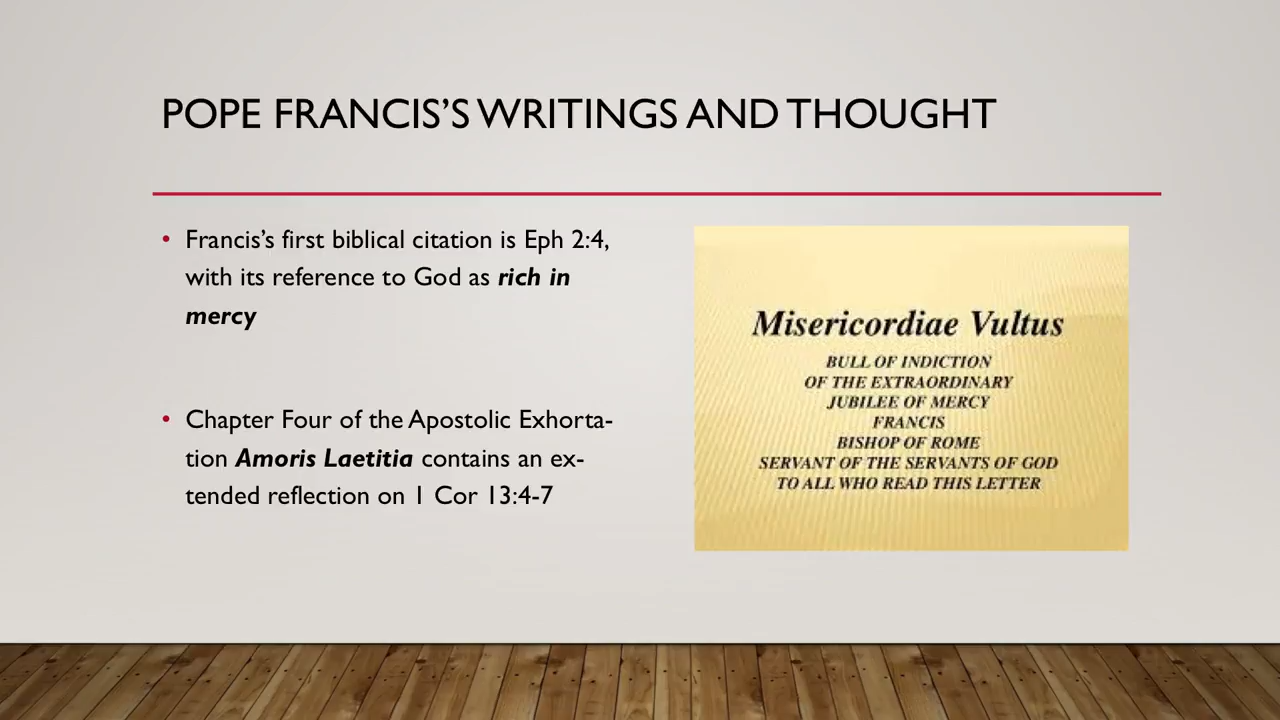 POPE FRANCIS’S WRITINGS AND THOUGHT
• Francis’s first biblical citation is Eph 2:4,
with its reference to God as rich in
mercy
• Chapter Four of the Apostolic Exhorta-
tion Amoris Laetitia contains an ex-
tended reflection on 1 Cor 13:4-7
Misericordiae Vultus
BULL OF INDICTION
OF THE EXTRAORDINARY
JUBILEE OF MERCY
FRANCIS
BISHOP OF ROME
SERVANT OF THE SERVANTS OF GOD
TO ALL WHO READ THIS LETTER